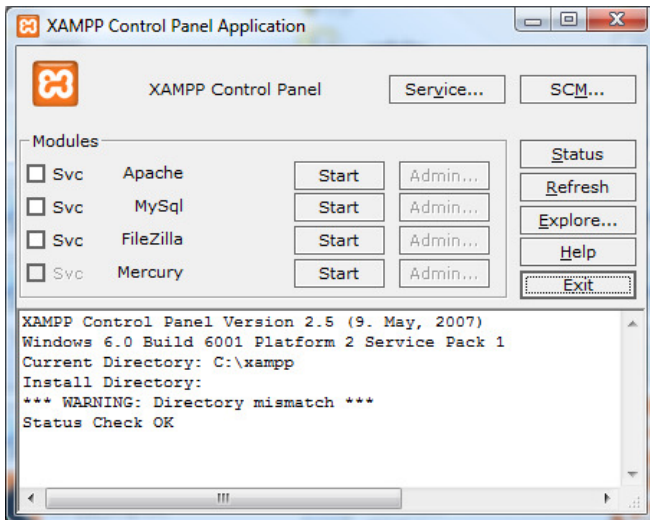 XAMPP Control Panel Application
XAMPP Control Panel Service... SCM...
Modules
Svc Apache Start Admin...
Svc MySql Start Admin...
Svc FileZilla Start Admin...
Svc Mercury Start Admin...
Status
Refresh
Explore...
Help
Exit
XAMPP Control Panel Version 2.5 (9. May, 2007)
Windows 6.0 Build 6001 Platform 2 Service Pack 1
Current Directory: C:\xampp
Install Directory:
*** WARNING: Directory mismatch ***
Status Check OK